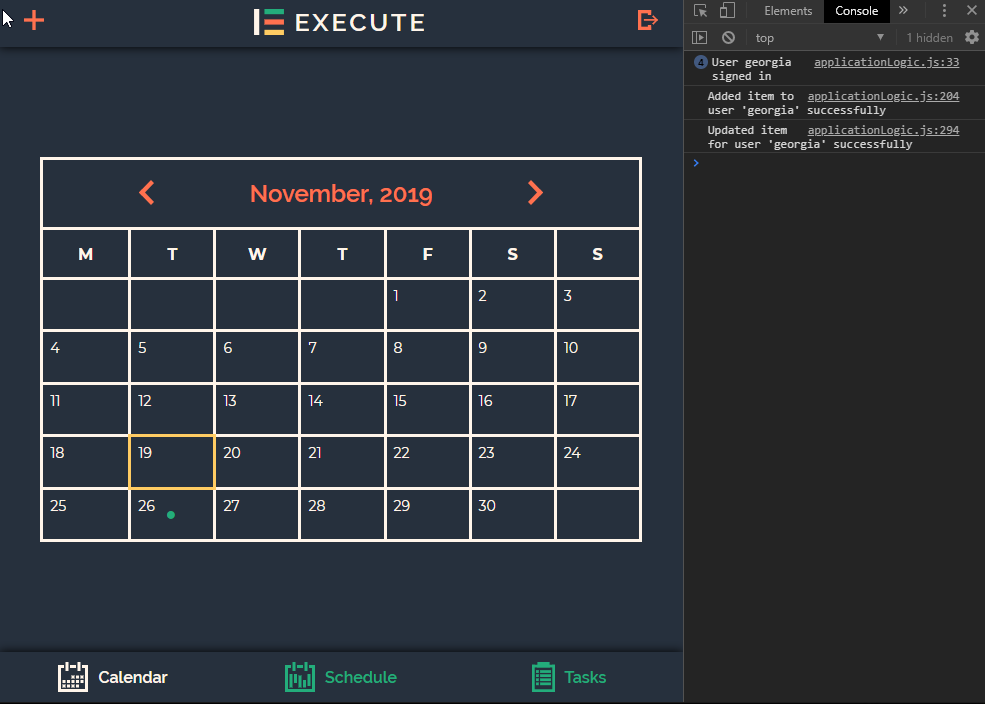 EXECUTE
November, 2019
M T W T F S S
1 2 3
4 5 6 7 8 9 10
11 12 13 14 15 16 17
18 19 20 21 22 23 24
25 26 27 28 29 30
Calendar Schedule Tasks
Elements Console
top 1 hidden
4 User georgia applicationLogic.js:33
signed in
Added item to applicationLogic.js:204
user 'georgia' successfully
Updated item applicationLogic.js:294
for user 'georgia' successfully